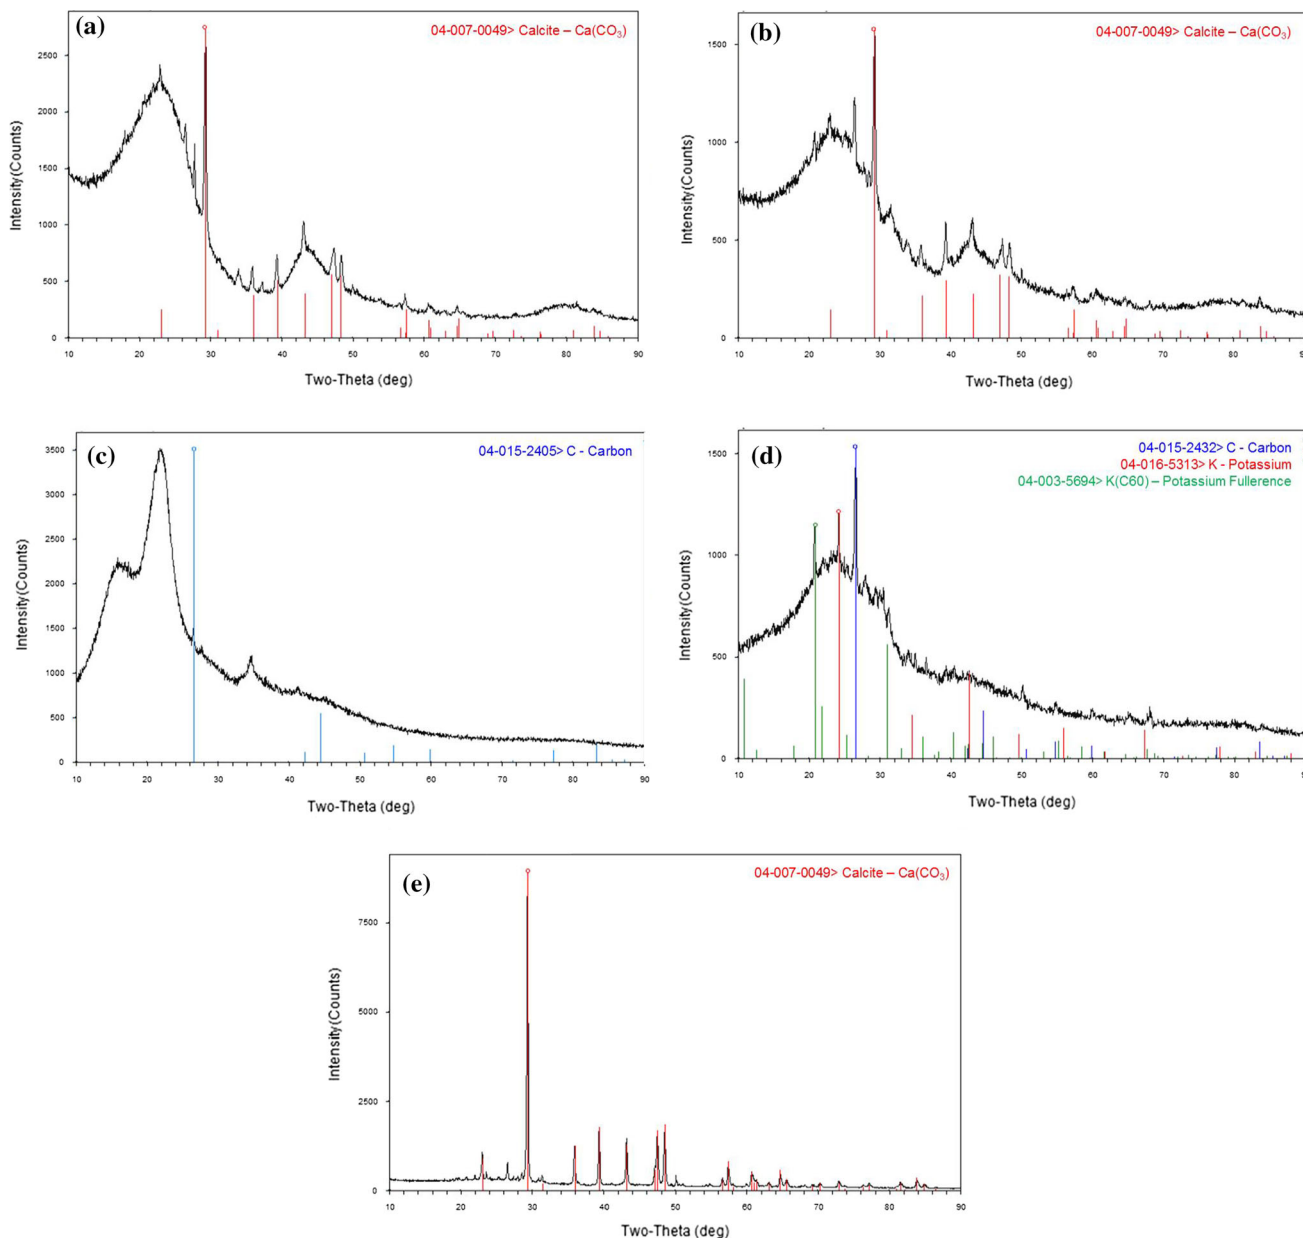 (a)
04-007-0049> Calcite – Ca(CO₃)
Intensity(Counts)
2500
2000
1500
1000
500
0
10 20 30 40 50 60 70 80 90
Two-Theta (deg)
(b)
04-007-0049> Calcite – Ca(CO₃)
Intensity(Counts)
1500
1000
500
0
10 20 30 40 50 60 70 80 90
Two-Theta (deg)
(c)
04-015-2405> C - Carbon
Intensity(Counts)
3500
3000
2500
2000
1500
1000
500
0
10 20 30 40 50 60 70 80 90
Two-Theta (deg)
(d)
04-015-2432> C - Carbon
04-016-5313> K - Potassium
04-003-5694> K(C60) – Potassium Fullerence
Intensity(Counts)
1500
1000
500
0
10 20 30 40 50 60 70 80 90
Two-Theta (deg)
(e)
04-007-0049> Calcite – Ca(CO₃)
Intensity(Counts)
7500
5000
2500
0
10 20 30 40 50 60 70 80 90
Two-Theta (deg)